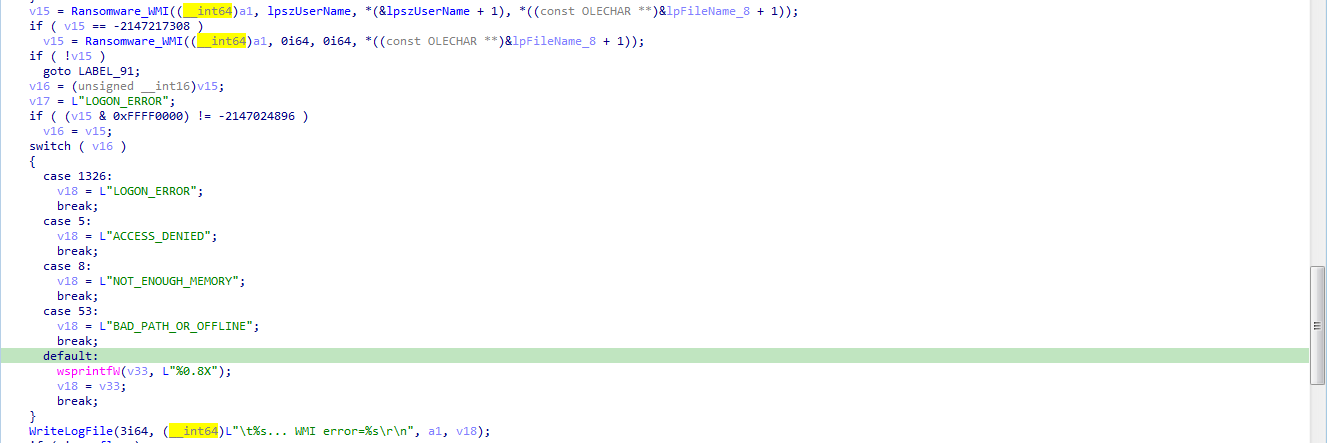 v15 = Ransomware_WMI((__int64)a1, lpszUserName, *(&lpszUserName + 1), *((const OLECHAR **)&lpFileName_8 + 1));
if ( v15 == -2147217308 )
v15 = Ransomware_WMI((__int64)a1, 0i64, 0i64, *((const OLECHAR **)&lpFileName_8 + 1));
if ( !v15 )
goto LABEL_91;
v16 = (unsigned __int16)v15;
v17 = L"LOGON_ERROR";
if ( (v15 & 0xFFFF0000) != -2147024896 )
v16 = v15;
switch ( v16 )
{
case 1326:
v18 = L"LOGON_ERROR";
break;
case 5:
v18 = L"ACCESS_DENIED";
break;
case 8:
v18 = L"NOT_ENOUGH_MEMORY";
break;
case 53:
v18 = L"BAD_PATH_OR_OFFLINE";
break;
default:
wsprintfW(v33, L"%0.8X");
v18 = v33;
break;
}
WriteLogFile(3i64, (__int64)L"\t%s... WMI error=%s\r\n", a1, v18);